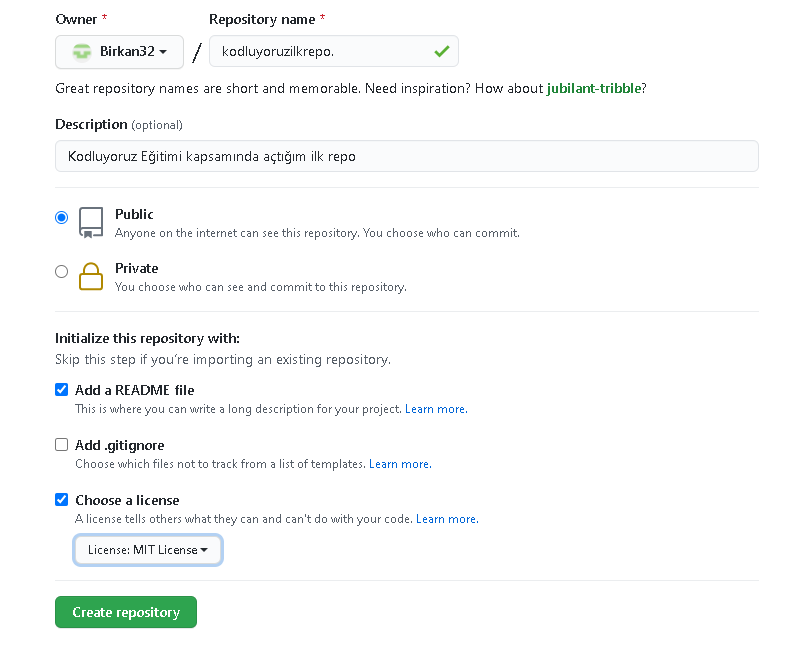 Owner * Repository name *
Birkan32 / kodluyoruzilkrepo.
Great repository names are short and memorable. Need inspiration? How about jubilant-tribble?
Description (optional)
Kodluyoruz Eğitimi kapsamında açtığım ilk repo
Public
Anyone on the internet can see this repository. You choose who can commit.
Private
You choose who can see and commit to this repository.
Initialize this repository with:
Skip this step if you're importing an existing repository.
Add a README file
This is where you can write a long description for your project. Learn more.
Add .gitignore
Choose which files not to track from a list of templates. Learn more.
Choose a license
A license tells others what they can and can't do with your code. Learn more.
License: MIT License
Create repository